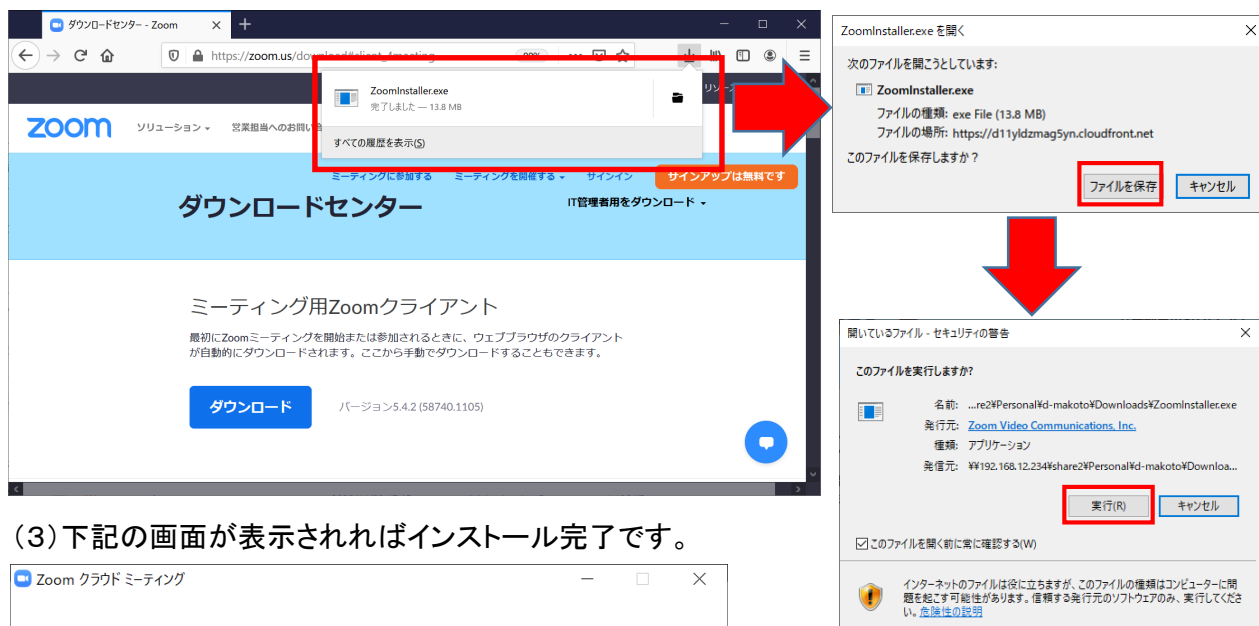 ダウンロードセンター - Zoom
https://zoom.us/download#client_4meeting
ZoomInstaller.exe
完了しました — 13.8 MB
すべての履歴を表示(S)
zoom
ソリューション
営業担当へのお問い
ミーティングに参加する
ミーティングを開催する
サインイン
サインアップは無料です
ダウンロードセンター
IT管理者用をダウンロード
ミーティング用Zoomクライアント
最初にZoomミーティングを開始または参加されるときに、ウェブブラウザのクライアント
が自動的にダウンロードされます。ここから手動でダウンロードすることもできます。
ダウンロード
バージョン5.4.2 (58740.1105)
ZoomInstaller.exe を開く
次のファイルを開こうとしています:
ZoomInstaller.exe
ファイルの種類: exe File (13.8 MB)
ファイルの場所: https://d11yldzmag5yn.cloudfront.net
このファイルを保存しますか？
ファイルを保存
キャンセル
開いているファイル - セキュリティの警告
このファイルを実行しますか?
名前: ...re2¥Personal¥d-makoto¥Downloads¥ZoomInstaller.exe
発行元: Zoom Video Communications, Inc.
種類: アプリケーション
発信元: ¥¥192.168.12.234¥share2¥Personal¥d-makoto¥Downloa...
実行(R)
キャンセル
このファイルを開く前に常に確認する(W)
インターネットのファイルは役に立ちますが、このファイルの種類はコンピューターに問
題を起こす可能性があります。信頼する発行元のソフトウェアのみ、実行してくださ
い。危険性の説明
（3）下記の画面が表示されればインストール完了です。
Zoom クラウド ミーティング